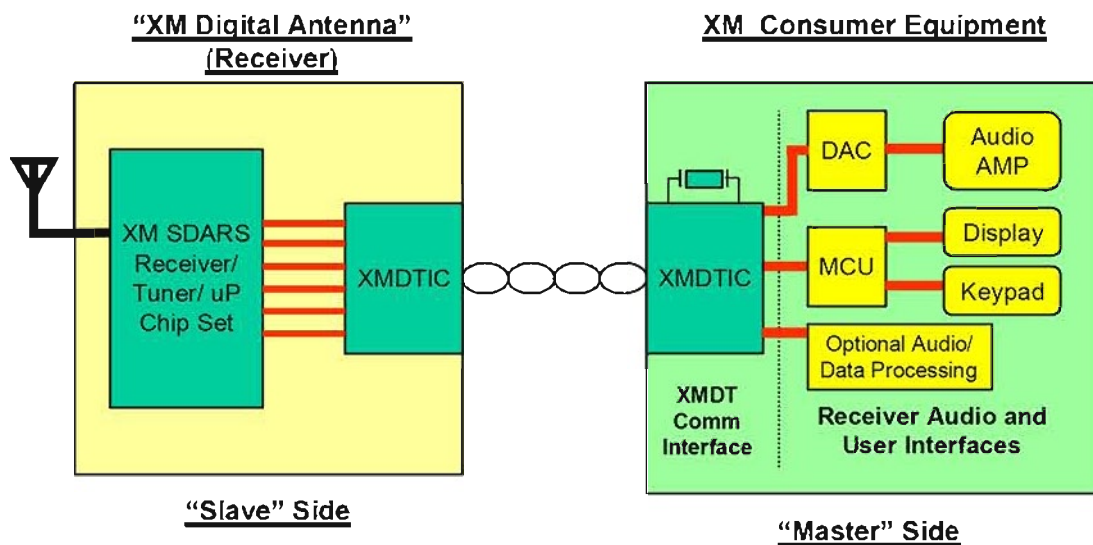 “XM Digital Antenna”
(Receiver)
XM SDARS
Receiver/
Tuner/ uP
Chip Set
XMDTIC
“Slave” Side
XM Consumer Equipment
XMDTIC
DAC
Audio
AMP
MCU
Display
Keypad
Optional Audio/
Data Processing
XMDT
Comm
Interface
Receiver Audio and
User Interfaces
“Master” Side